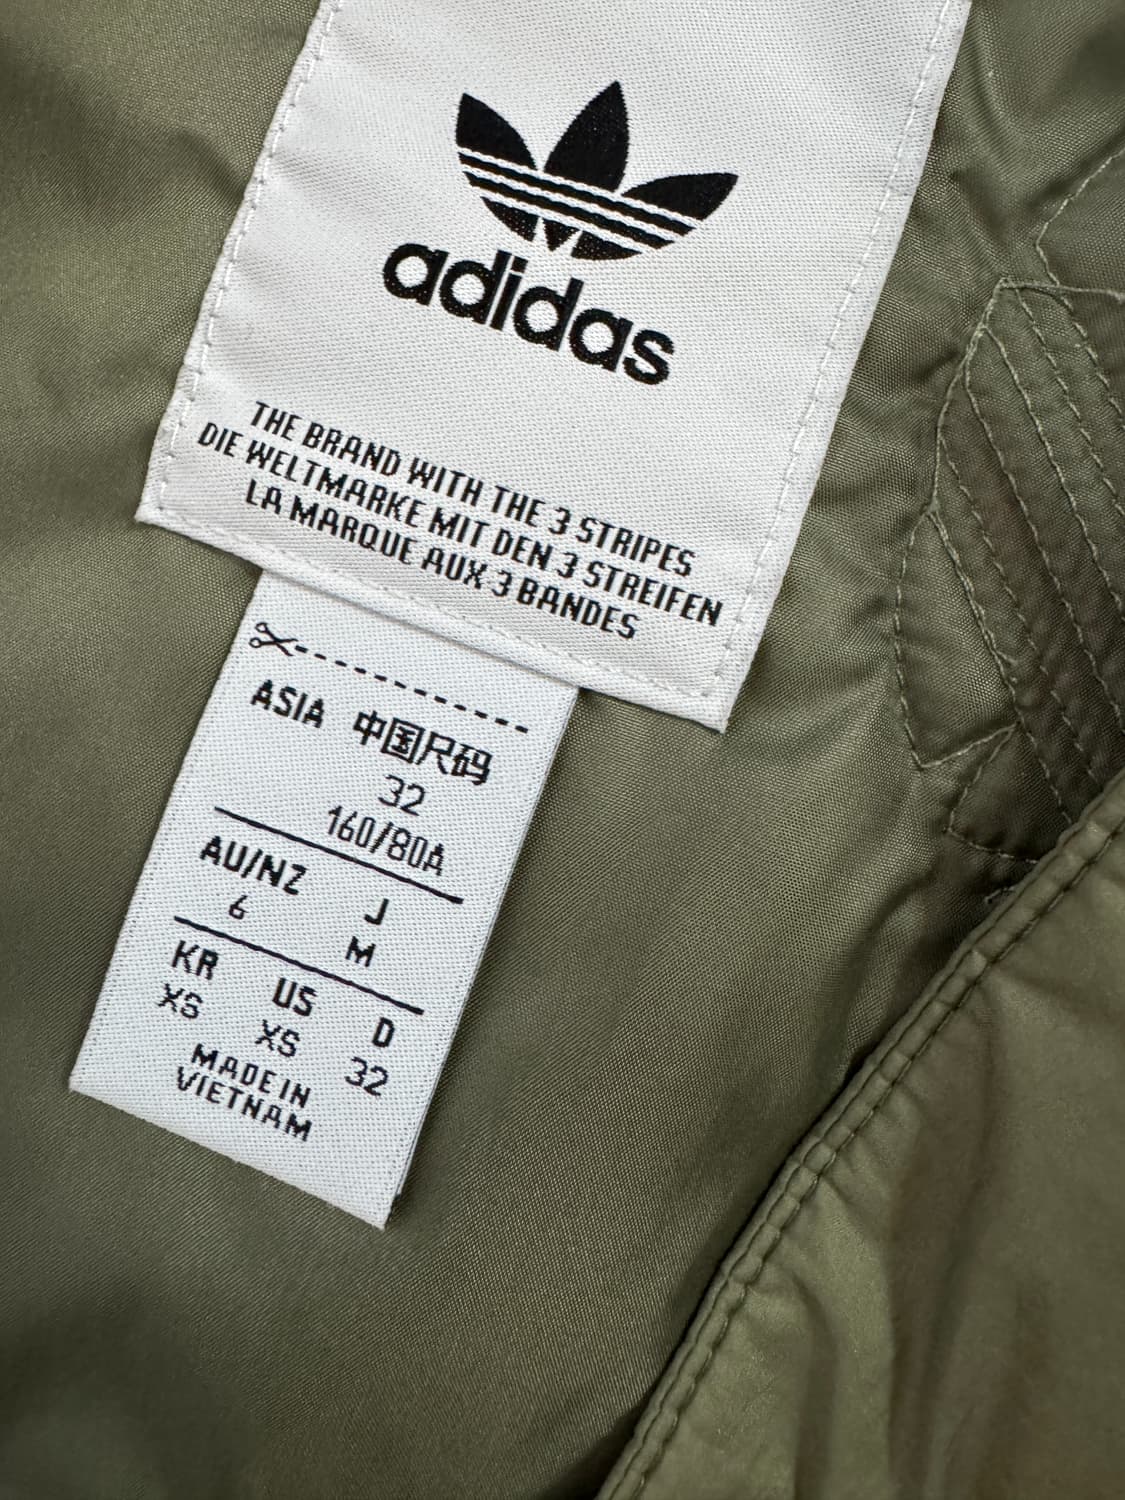 adidas
THE BRAND WITH THE 3 STRIPES
DIE WELTMARKE MIT DEN 3 STREIFEN
LA MARQUE AUX 3 BANDES
ASIA 中国尺码
32
160/80A
AU/NZ J
6 M
KR US D
XS XS 32
MADE IN
VIETNAM